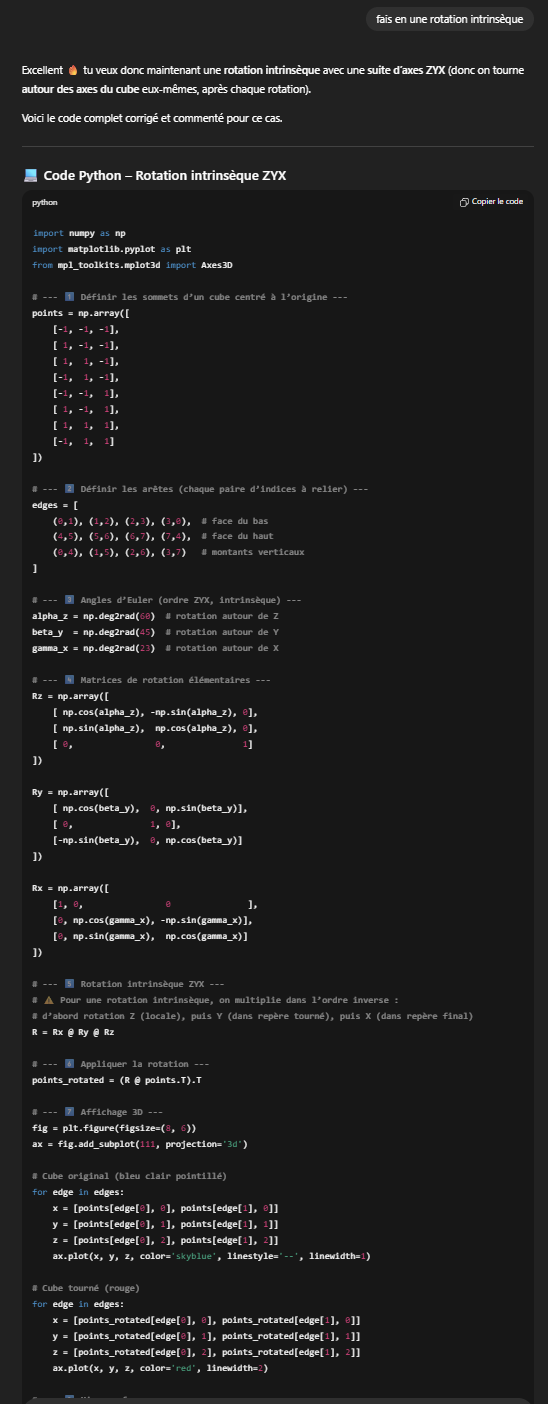 fais en une rotation intrinsèque
Excellent 🔥 tu veux donc maintenant une rotation intrinsèque avec une suite d'axes ZYX (donc on tourne
autour des axes du cube eux-mêmes, après chaque rotation).
Voici le code complet corrigé et commenté pour ce cas.
💻 Code Python – Rotation intrinsèque ZYX
python
Copier le code
import numpy as np
import matplotlib.pyplot as plt
from mpl_toolkits.mplot3d import Axes3D
# --- 1️⃣ Définir les sommets d'un cube centré à l'origine ---
points = np.array([
    [-1, -1, -1],
    [ 1, -1, -1],
    [ 1,  1, -1],
    [-1,  1, -1],
    [-1, -1,  1],
    [ 1, -1,  1],
    [ 1,  1,  1],
    [-1,  1,  1]
])
# --- 2️⃣ Définir les arêtes (chaque paire d'indices à relier) ---
edges = [
    (0,1), (1,2), (2,3), (3,0),  # face du bas
    (4,5), (5,6), (6,7), (7,4),  # face du haut
    (0,4), (1,5), (2,6), (3,7)   # montants verticaux
]
# --- 3️⃣ Angles d'Euler (ordre ZYX, intrinsèque) ---
alpha_z = np.deg2rad(60)  # rotation autour de Z
beta_y  = np.deg2rad(45)  # rotation autour de Y
gamma_x = np.deg2rad(23)  # rotation autour de X
# --- 4️⃣ Matrices de rotation élémentaires ---
Rz = np.array([
    [ np.cos(alpha_z), -np.sin(alpha_z), 0],
    [ np.sin(alpha_z),  np.cos(alpha_z), 0],
    [ 0,                0,               1]
])
Ry = np.array([
    [ np.cos(beta_y),  0, np.sin(beta_y)],
    [ 0,               1, 0],
    [-np.sin(beta_y),  0, np.cos(beta_y)]
])
Rx = np.array([
    [1, 0,                0               ],
    [0, np.cos(gamma_x), -np.sin(gamma_x)],
    [0, np.sin(gamma_x),  np.cos(gamma_x)]
])
# --- 5️⃣ Rotation intrinsèque ZYX ---
# ⚠️ Pour une rotation intrinsèque, on multiplie dans l'ordre inverse :
# d'abord rotation Z (locale), puis Y (dans repère tourné), puis X (dans repère final)
R = Rx @ Ry @ Rz
# --- 6️⃣ Appliquer la rotation ---
points_rotated = (R @ points.T).T
# --- 7️⃣ Affichage 3D ---
fig = plt.figure(figsize=(8, 6))
ax = fig.add_subplot(111, projection='3d')
# Cube original (bleu clair pointillé)
for edge in edges:
    x = [points[edge[0], 0], points[edge[1], 0]]
    y = [points[edge[0], 1], points[edge[1], 1]]
    z = [points[edge[0], 2], points[edge[1], 2]]
    ax.plot(x, y, z, color='skyblue', linestyle='--', linewidth=1)
# Cube tourné (rouge)
for edge in edges:
    x = [points_rotated[edge[0], 0], points_rotated[edge[1], 0]]
    y = [points_rotated[edge[0], 1], points_rotated[edge[1], 1]]
    z = [points_rotated[edge[0], 2], points_rotated[edge[1], 2]]
    ax.plot(x, y, z, color='red', linewidth=2)